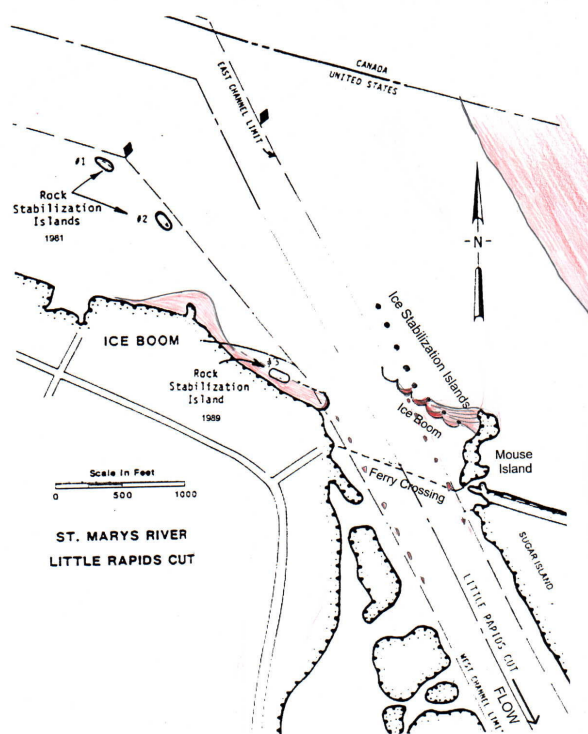 CANADA
UNITED STATES
EAST CHANNEL LIMIT
#1
Rock
Stabilization
Islands
1981
#2
-N-
ICE BOOM
#3
Rock
Stabilization
Island
1989
Ice Stabilization Islands
Ice Boom
Mouse
Island
Ferry Crossing
Scale In Feet
0 500 1000
ST. MARYS RIVER
LITTLE RAPIDS CUT
SUGAR ISLAND
LITTLE RAPIDS CUT
WEST CHANNEL LIMIT
FLOW